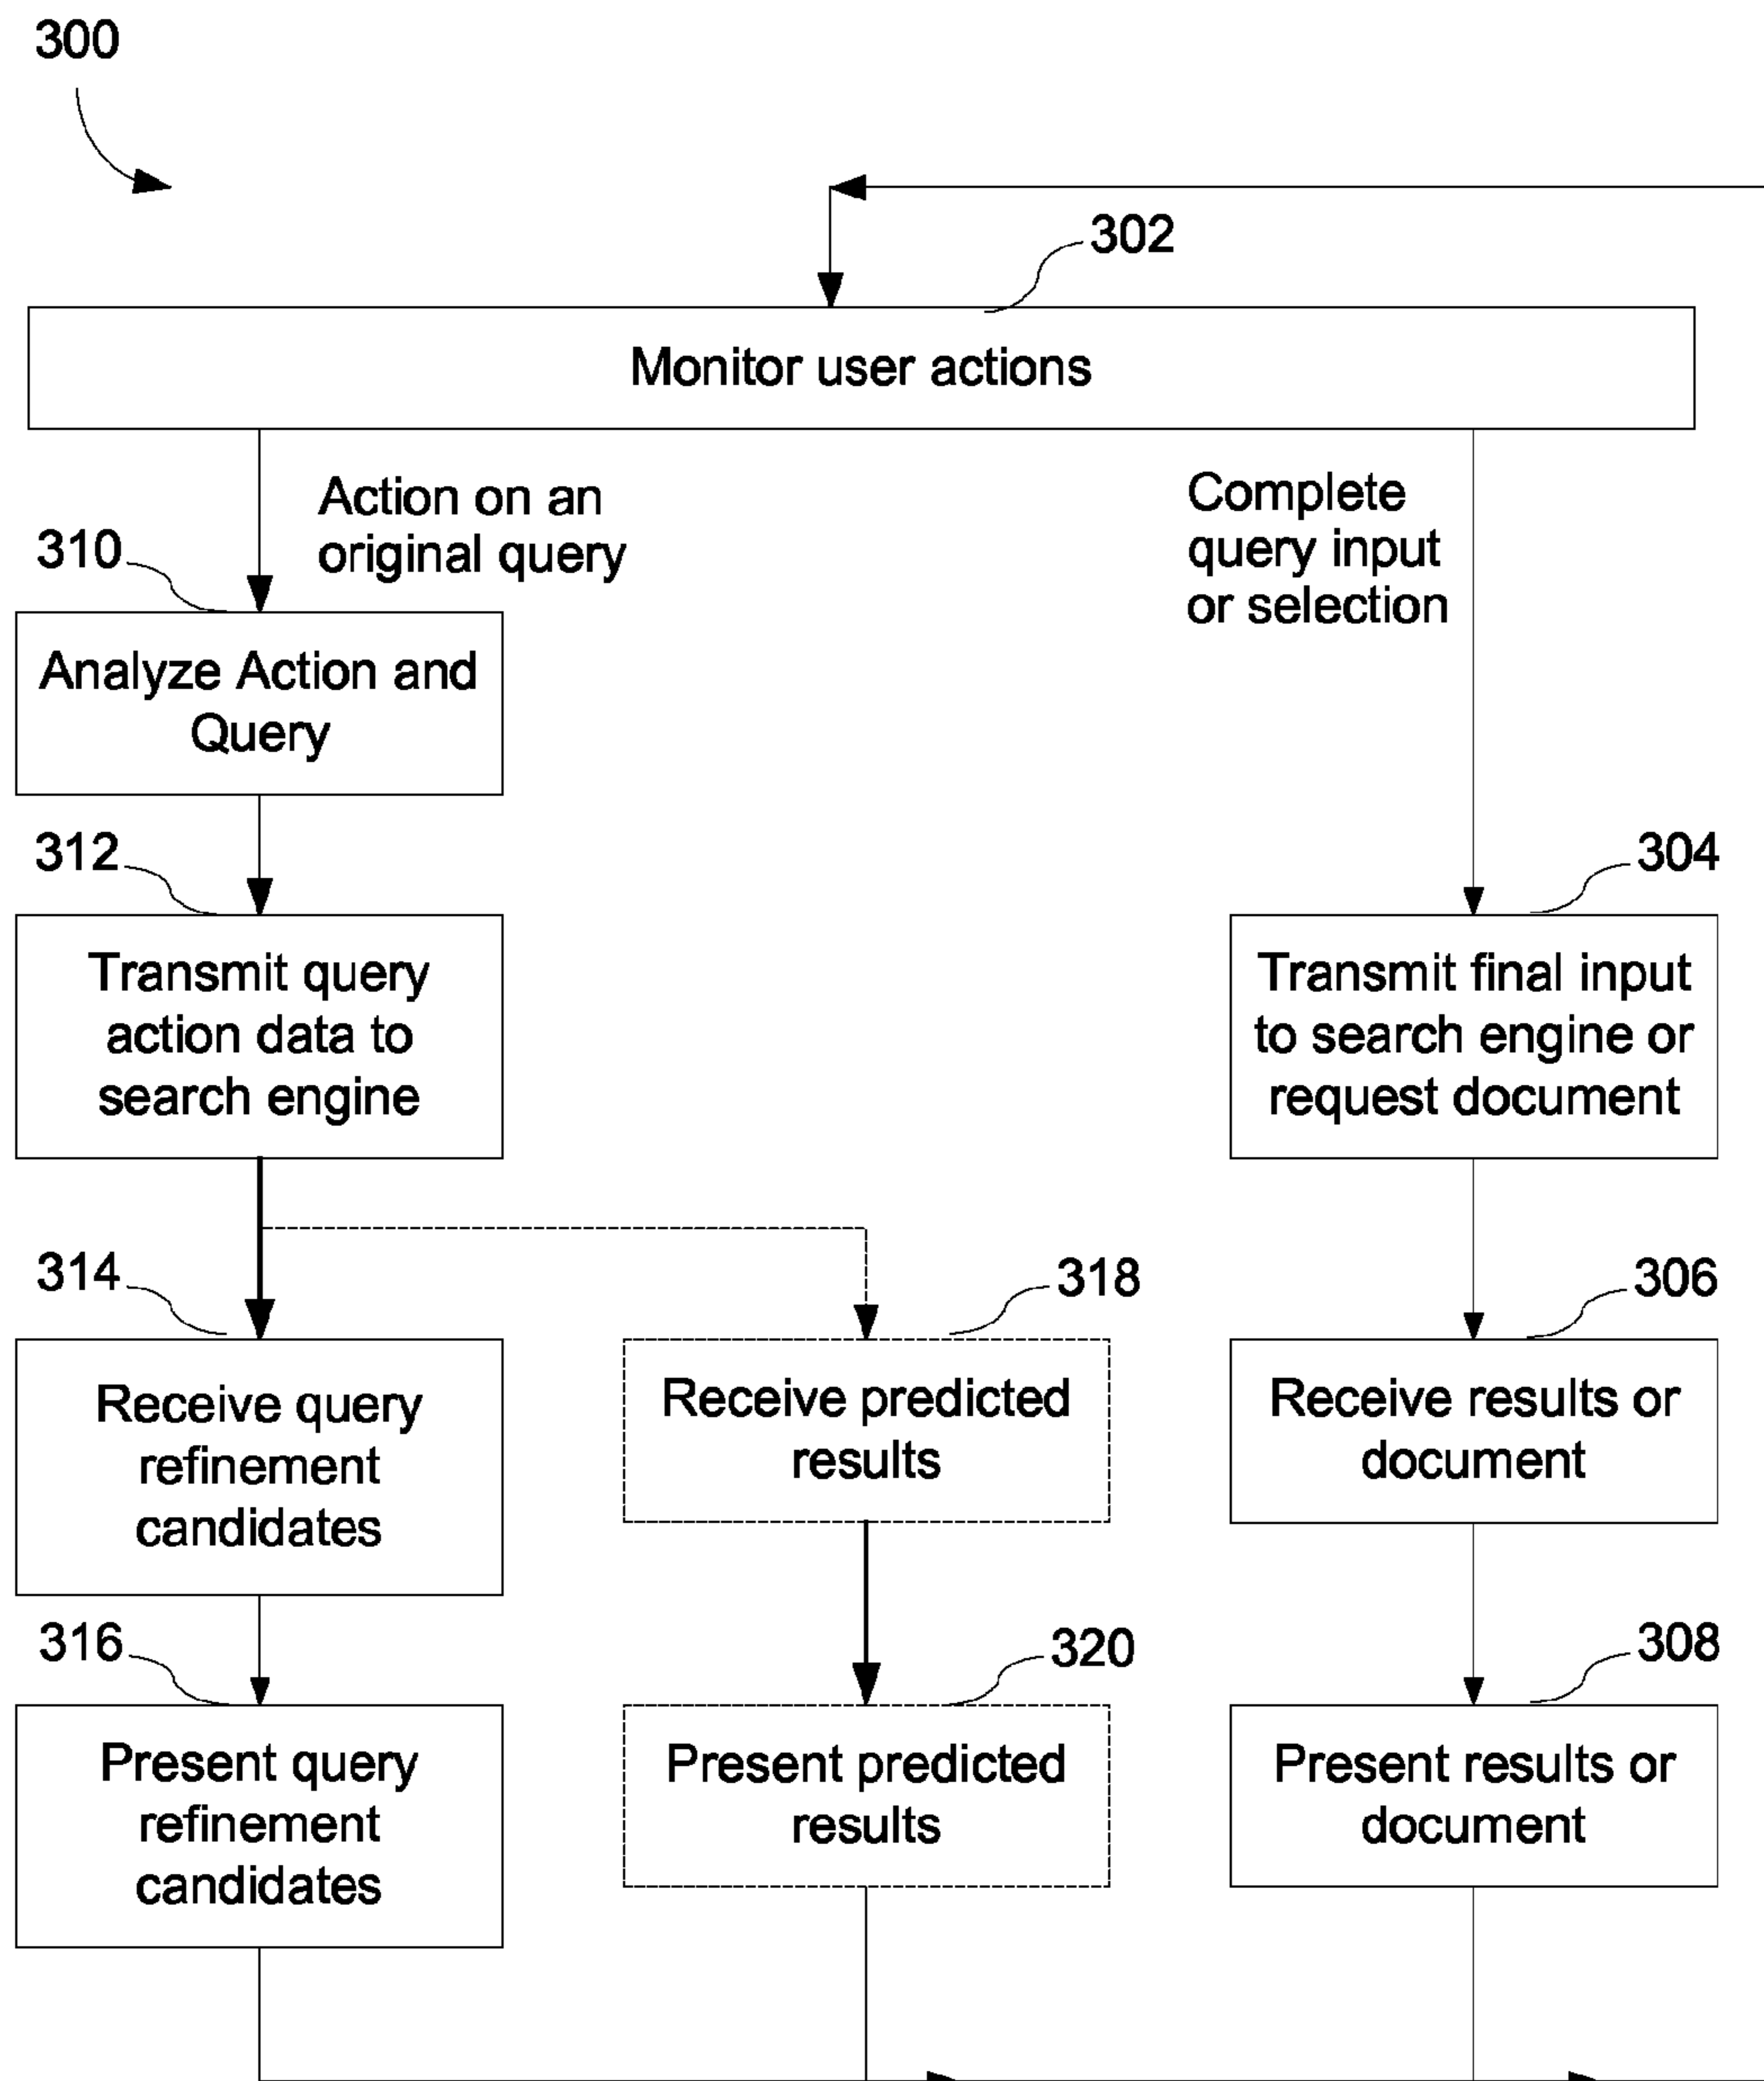 300
302
Monitor user actions
Action on an
original query
Complete
query input
or selection
310
Analyze Action and
Query
312
Transmit query
action data to
search engine
304
Transmit final input
to search engine or
request document
314
Receive query
refinement
candidates
318
Receive predicted
results
306
Receive results or
document
316
Present query
refinement
candidates
320
Present predicted
results
308
Present results or
document